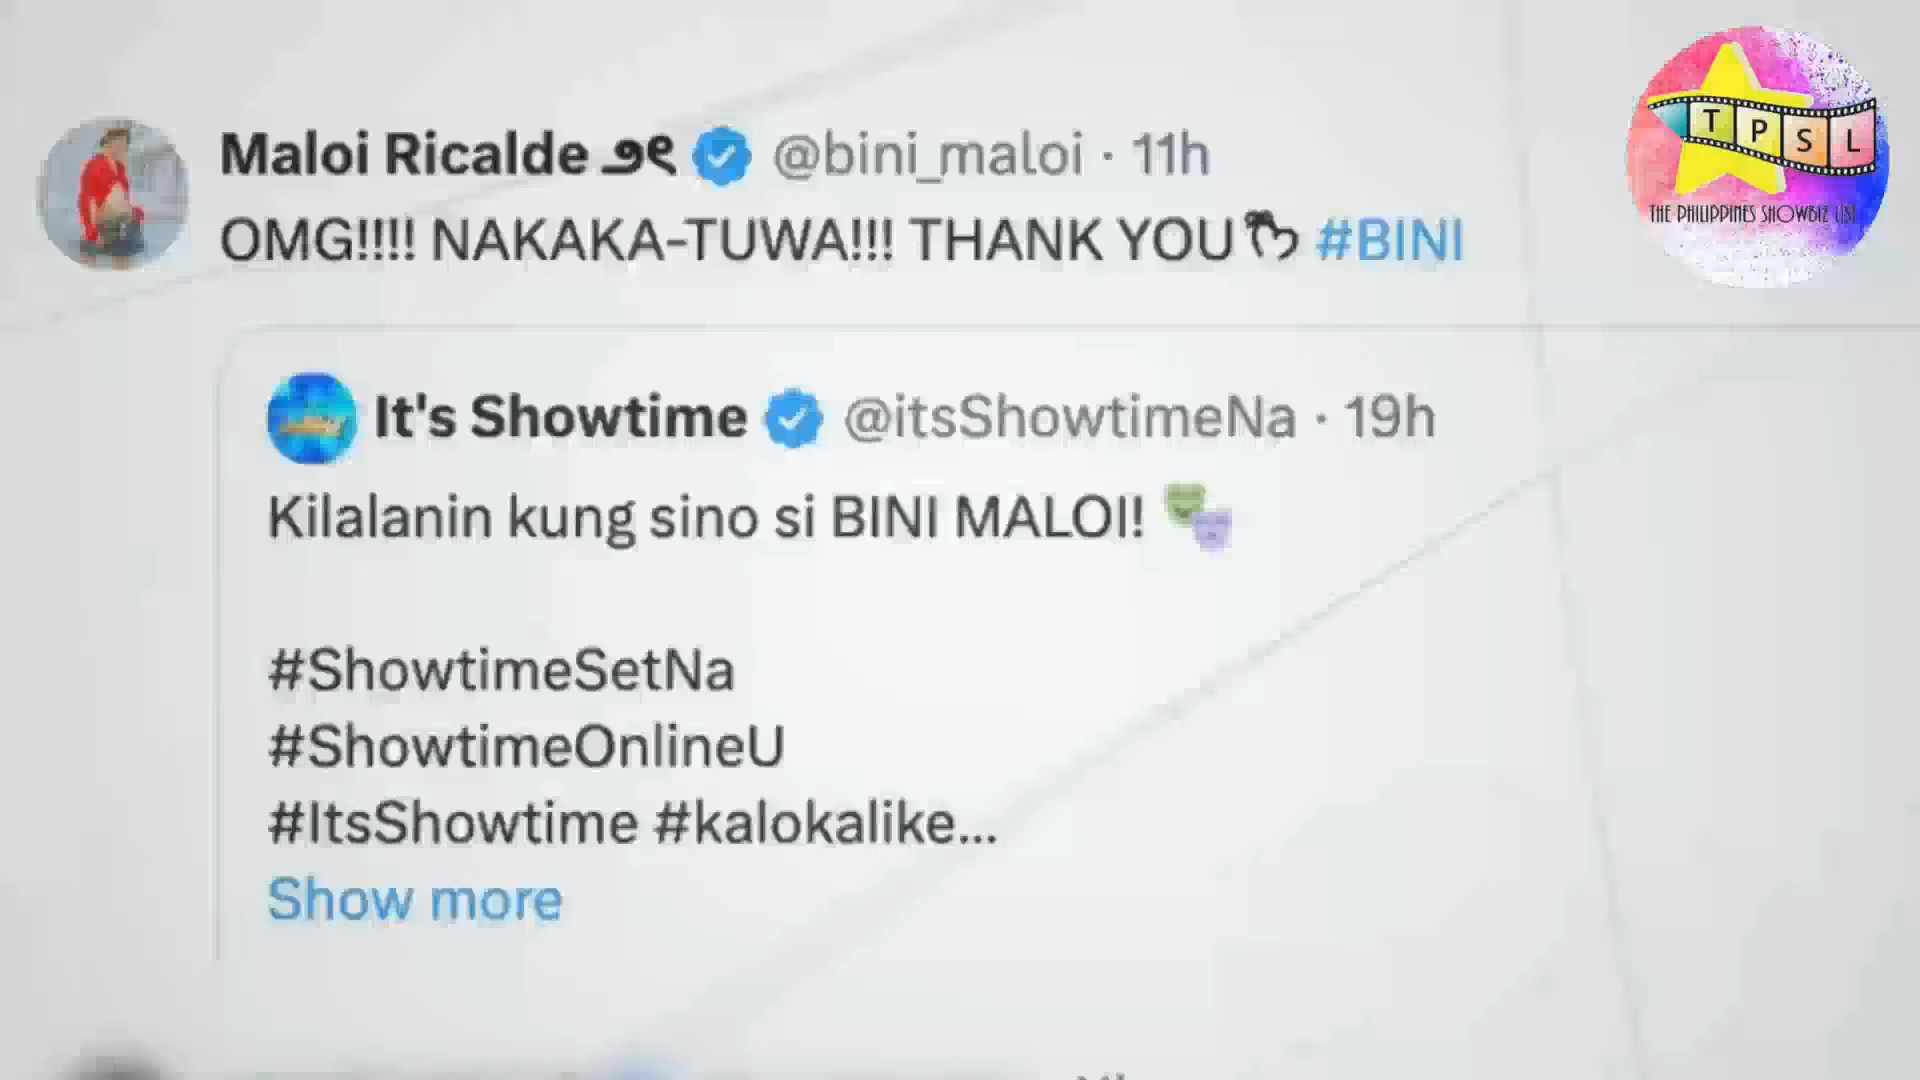 Maloi Ricalde ౨ৎ @bini_maloi · 11h
OMG!!!! NAKAKA-TUWA!!! THANK YOU #BINI
It's Showtime @itsShowtimeNa · 19h
Kilalanin kung sino si BINI MALOI! 🎭
#ShowtimeSetNa
#ShowtimeOnlineU
#ItsShowtime #kalokalike...
Show more
T P S L
THE PHILIPPINES SHOWBIZ LIST